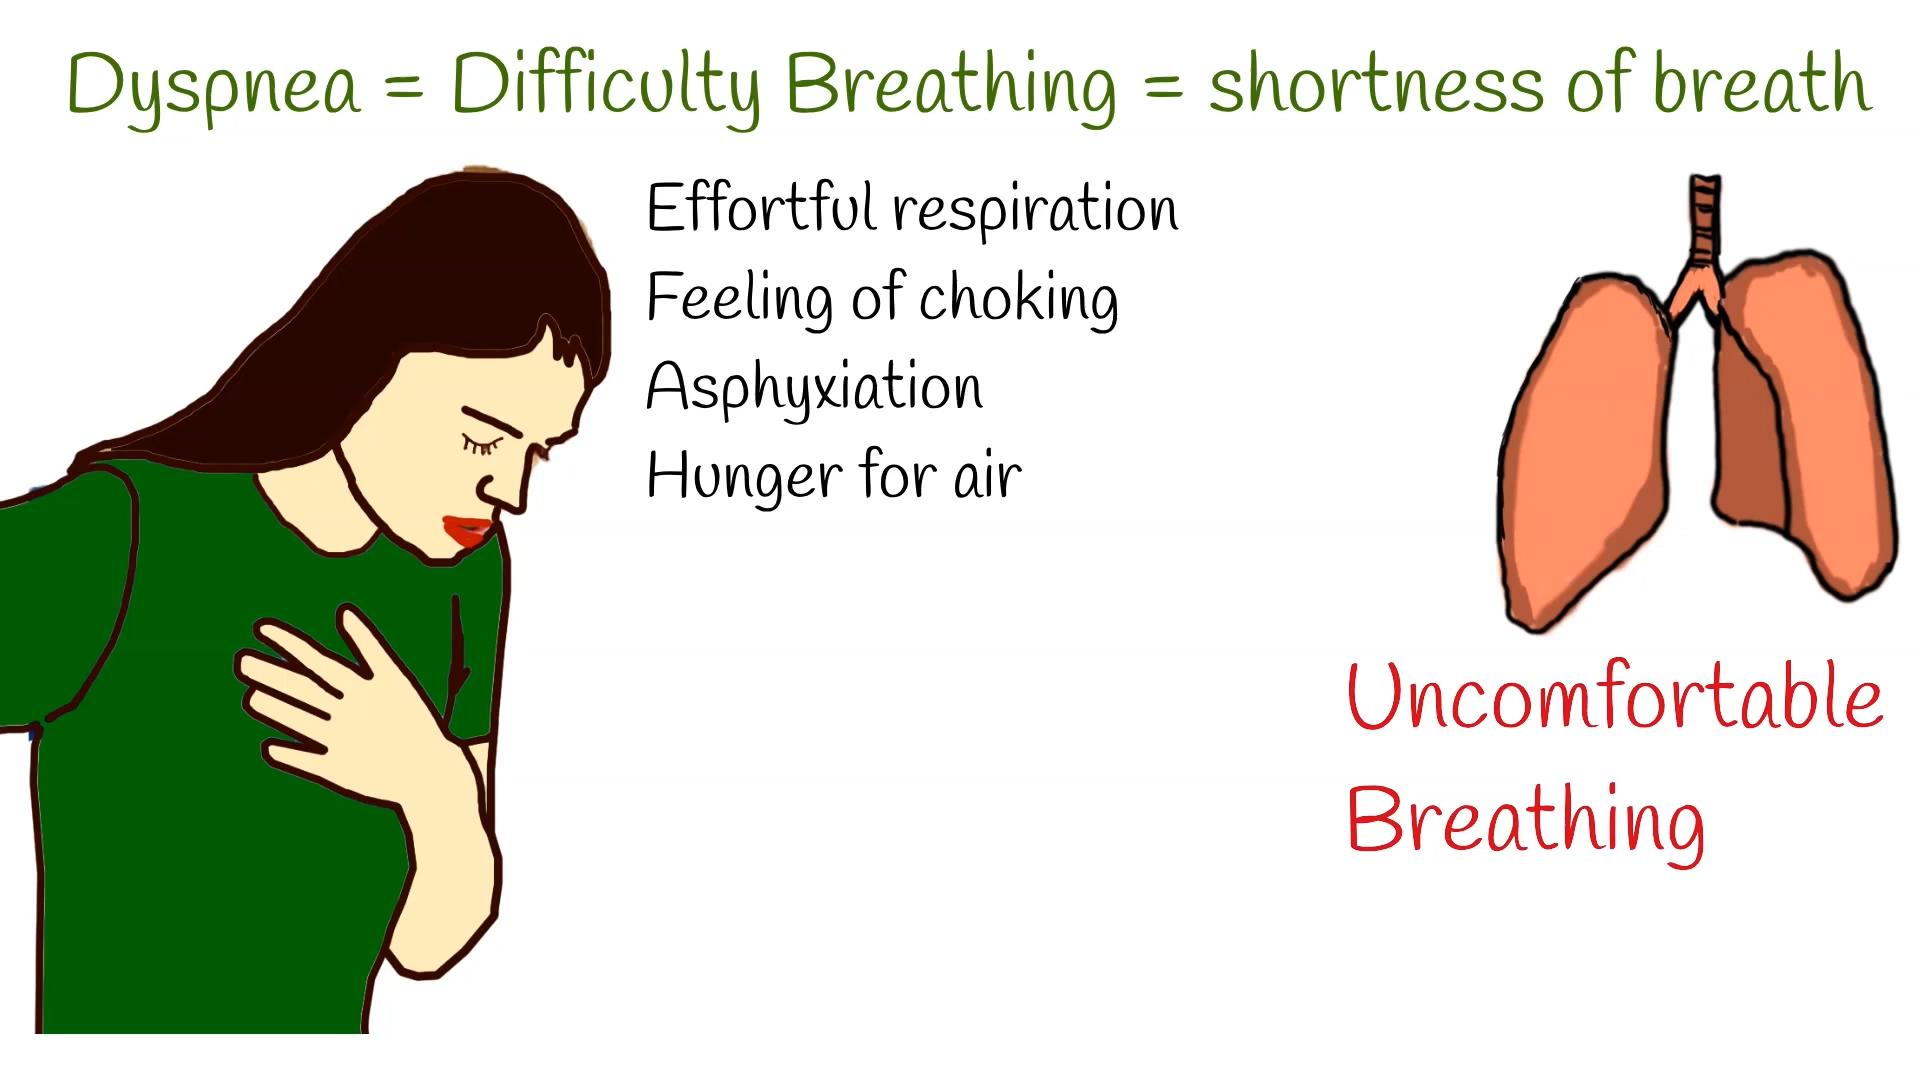 Dyspnea = Difficulty Breathing = shortness of breath
Effortful respiration
Feeling of choking
Asphyxiation
Hunger for air
Uncomfortable
Breathing